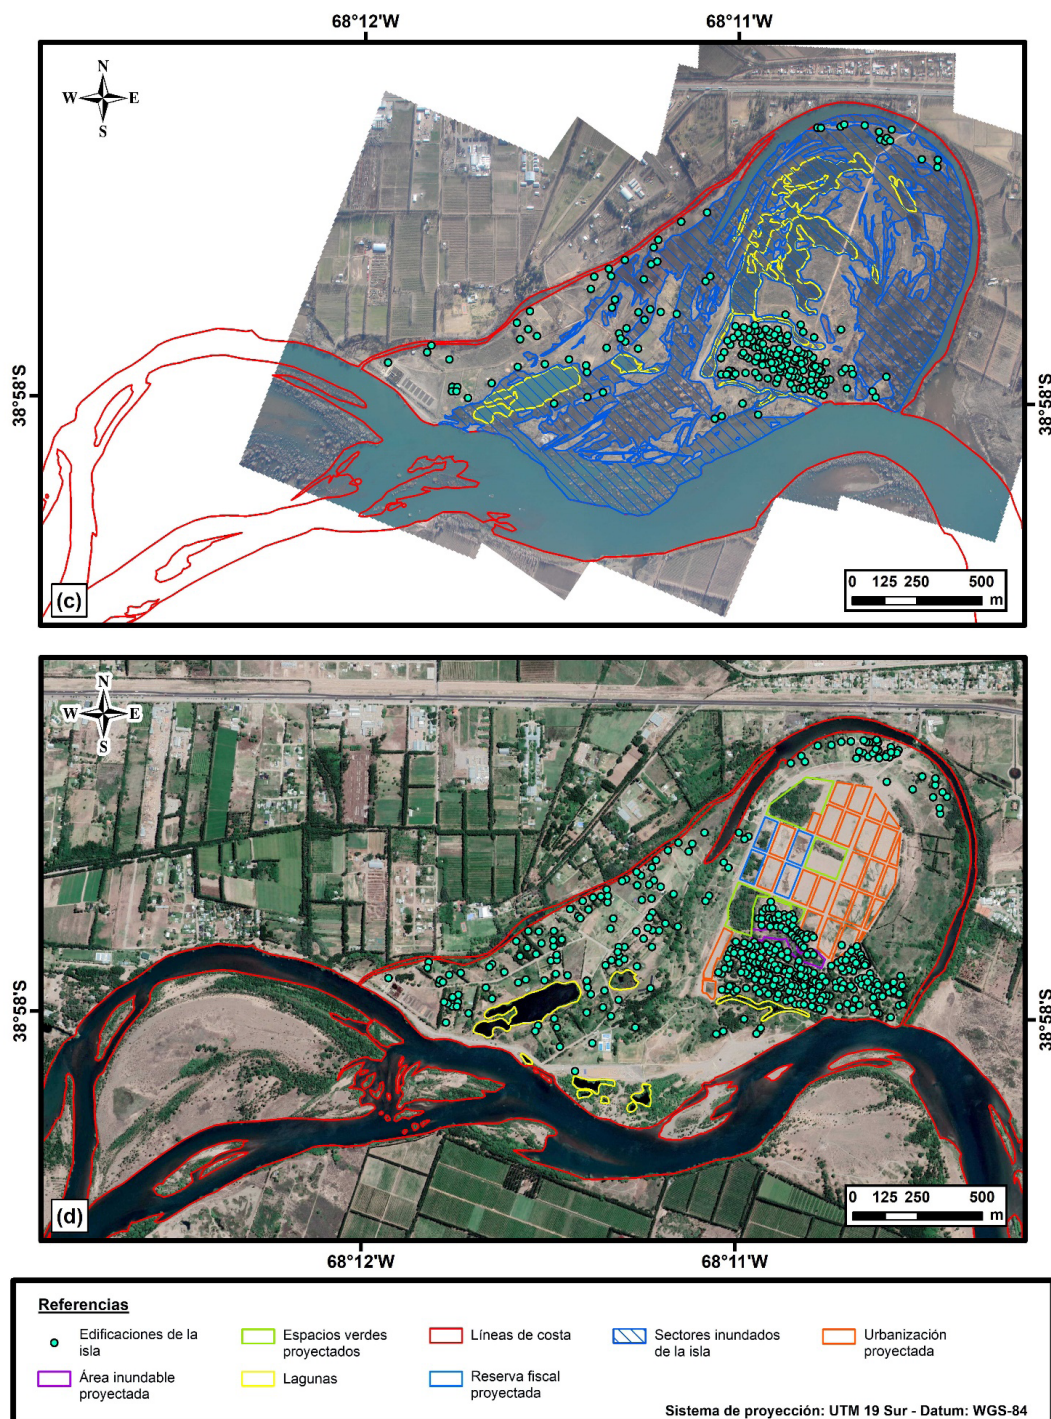 68°12'W 68°11'W
N
W E
S
38°58'S 38°58'S
0 125 250 500
m
(c)
N
W E
S
38°58'S 38°58'S
0 125 250 500
m
(d)
68°12'W 68°11'W
Referencias
Edificaciones de la isla
Espacios verdes proyectados
Líneas de costa
Sectores inundados de la isla
Urbanización proyectada
Área inundable proyectada
Lagunas
Reserva fiscal proyectada
Sistema de proyección: UTM 19 Sur - Datum: WGS-84